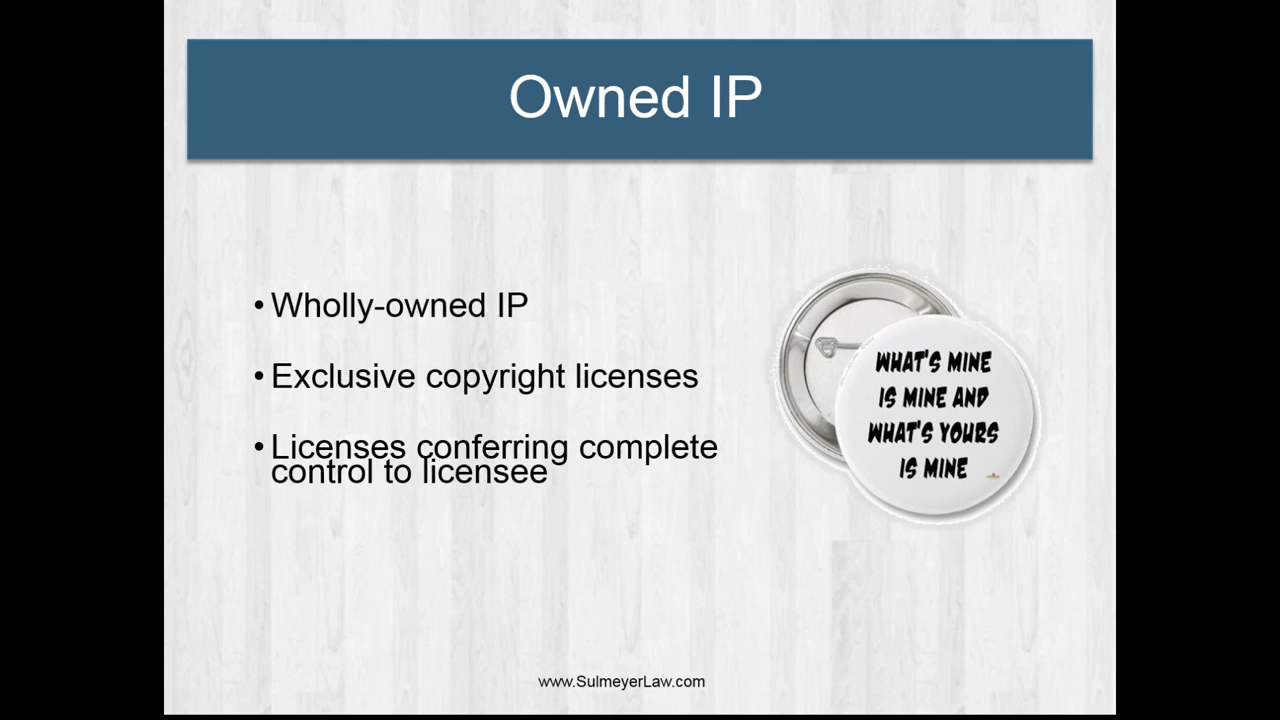 Owned IP
• Wholly-owned IP
• Exclusive copyright licenses
• Licenses conferring complete
control to licensee
WHAT'S MINE
IS MINE AND
WHAT'S YOURS
IS MINE
www.SulmeyerLaw.com